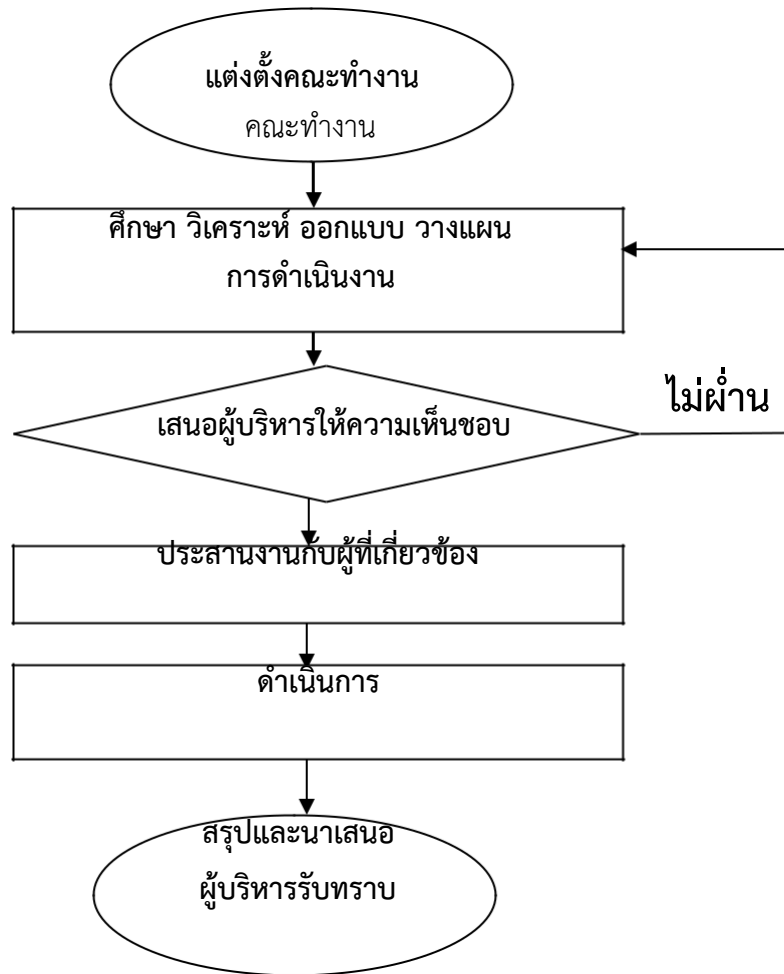 แต่งตั้งคณะทำงาน
คณะทำงาน
ศึกษา วิเคราะห์ ออกแบบ วางแผน
การดำเนินงาน
เสนอผู้บริหารให้ความเห็นชอบ
ไม่ผ่าน
ประสานงานกับผู้ที่เกี่ยวข้อง
ดำเนินการ
สรุปและนาเสนอ
ผู้บริหารรับทราบ